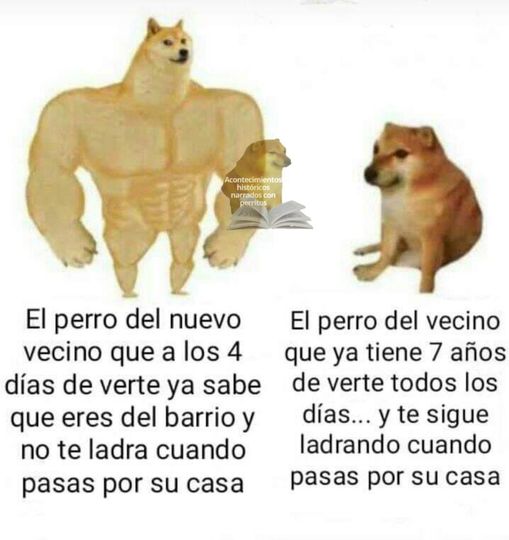 Acontecimientos
históricos
narrados con
perritos
El perro del nuevo
vecino que a los 4
días de verte ya sabe
que eres del barrio y
no te ladra cuando
pasas por su casa
El perro del vecino
que ya tiene 7 años
de verte todos los
días... y te sigue
ladrando cuando
pasas por su casa